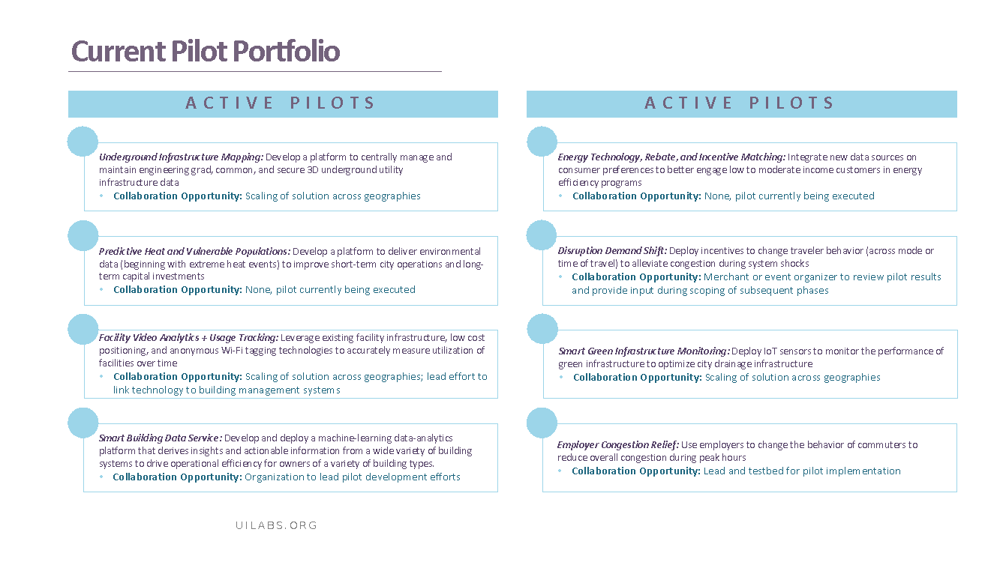 Current Pilot Portfolio
ACTIVE PILOTS
Underground Infrastructure Mapping: Develop a platform to centrally manage and
maintain engineering grad, common, and secure 3D underground utility
infrastructure data
• Collaboration Opportunity: Scaling of solution across geographies
Predictive Heat and Vulnerable Populations: Develop a platform to deliver environmental
data (beginning with extreme heat events) to improve short-term city operations and long-
term capital investments
• Collaboration Opportunity: None, pilot currently being executed
Facility Video Analytics + Usage Tracking: Leverage existing facility infrastructure, low cost
positioning, and anonymous Wi-Fi tagging technologies to accurately measure utilization of
facilities over time
• Collaboration Opportunity: Scaling of solution across geographies; lead effort to
link technology to building management systems
Smart Building Data Service: Develop and deploy a machine-learning data-analytics
platform that derives insights and actionable information from a wide variety of building
systems to drive operational efficiency for owners of a variety of building types.
• Collaboration Opportunity: Organization to lead pilot development efforts
ACTIVE PILOTS
Energy Technology, Rebate, and Incentive Matching: Integrate new data sources on
consumer preferences to better engage low to moderate income customers in energy
efficiency programs
• Collaboration Opportunity: None, pilot currently being executed
Disruption Demand Shift: Deploy incentives to change traveler behavior (across mode or
time of travel) to alleviate congestion during system shocks
• Collaboration Opportunity: Merchant or event organizer to review pilot results
and provide input during scoping of subsequent phases
Smart Green Infrastructure Monitoring: Deploy IoT sensors to monitor the performance of
green infrastructure to optimize city drainage infrastructure
• Collaboration Opportunity: Scaling of solution across geographies
Employer Congestion Relief: Use employers to change the behavior of commuters to
reduce overall congestion during peak hours
• Collaboration Opportunity: Lead and testbed for pilot implementation
UILABS.ORG